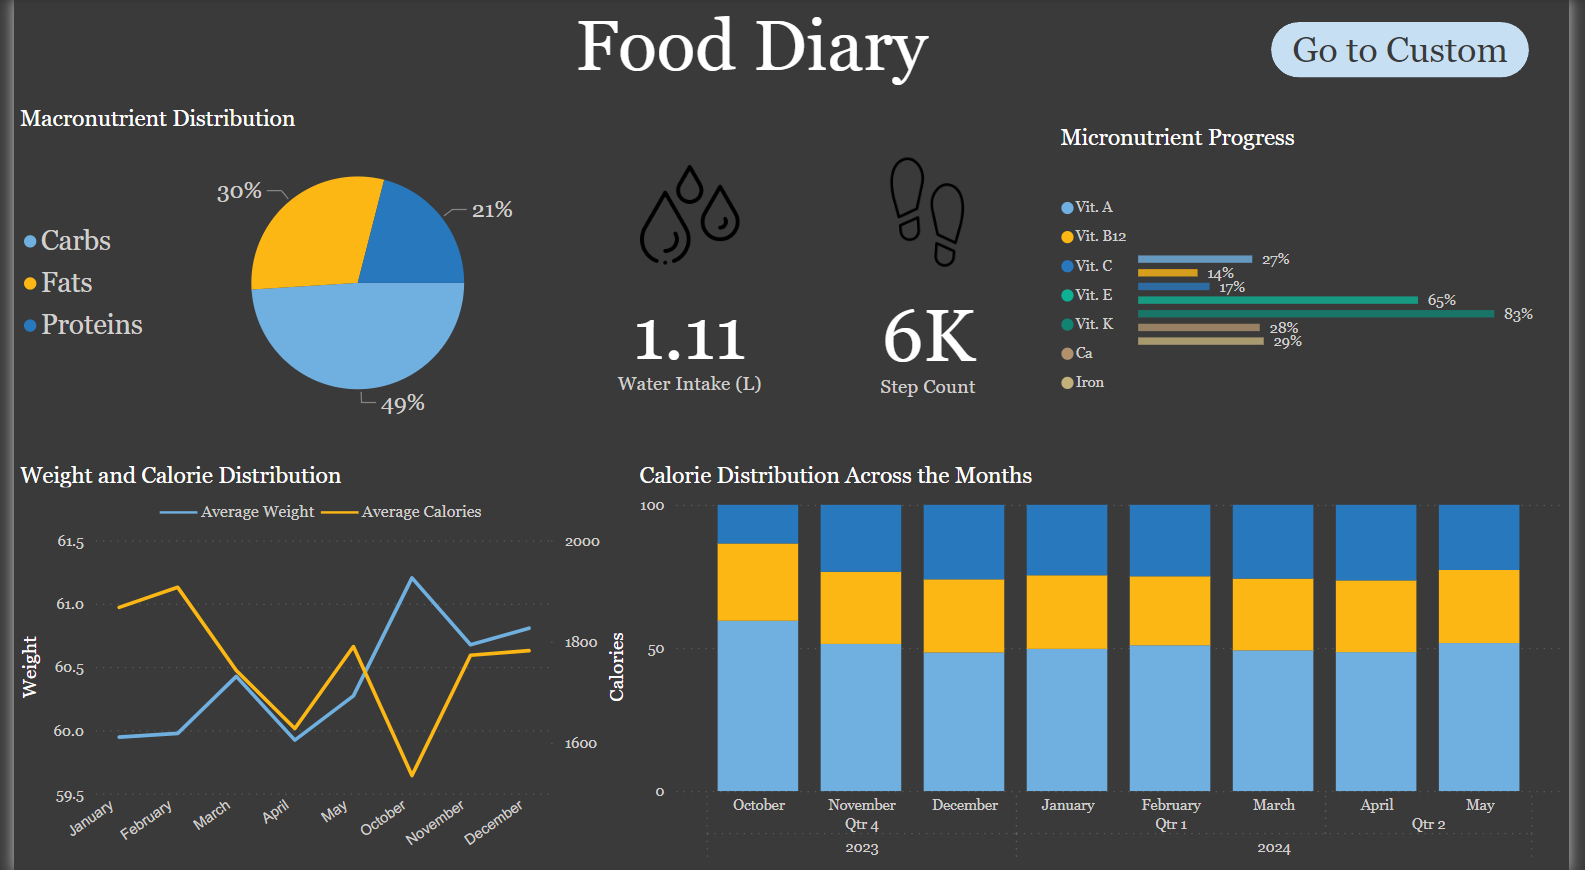 Food Diary
Go to Custom
Macronutrient Distribution
Carbs
Fats
Proteins
30%
21%
49%
1.11
Water Intake (L)
6K
Step Count
Micronutrient Progress
Vit. A
Vit. B12
Vit. C
Vit. E
Vit. K
Ca
Iron
27%
14%
17%
65%
83%
28%
29%
Weight and Calorie Distribution
Average Weight
Average Calories
Weight
61.5
61.0
60.5
60.0
59.5
2000
1800
1600
Calories
January
February
March
April
May
October
November
December
Calorie Distribution Across the Months
100
50
0
October
November
December
January
February
March
April
May
Qtr 4
Qtr 1
Qtr 2
2023
2024